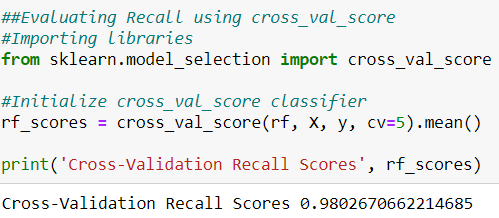 ##Evaluating Recall using cross_val_score
#Importing libraries
from sklearn.model_selection import cross_val_score
#Initialize cross_val_score classifier
rf_scores = cross_val_score(rf, X, y, cv=5).mean()
print('Cross-Validation Recall Scores', rf_scores)
Cross-Validation Recall Scores 0.9802670662214685